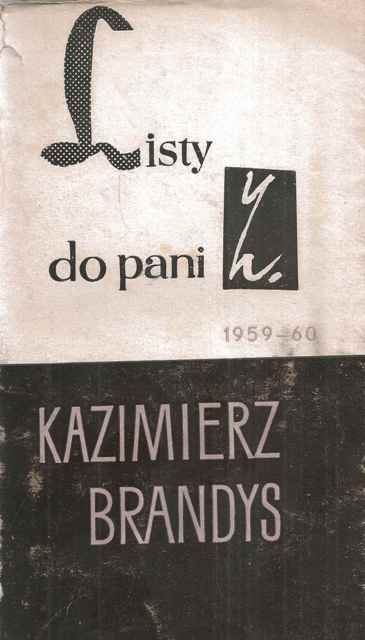 Listy
do pani Z.
1959–60
KAZIMIERZ
BRANDYS